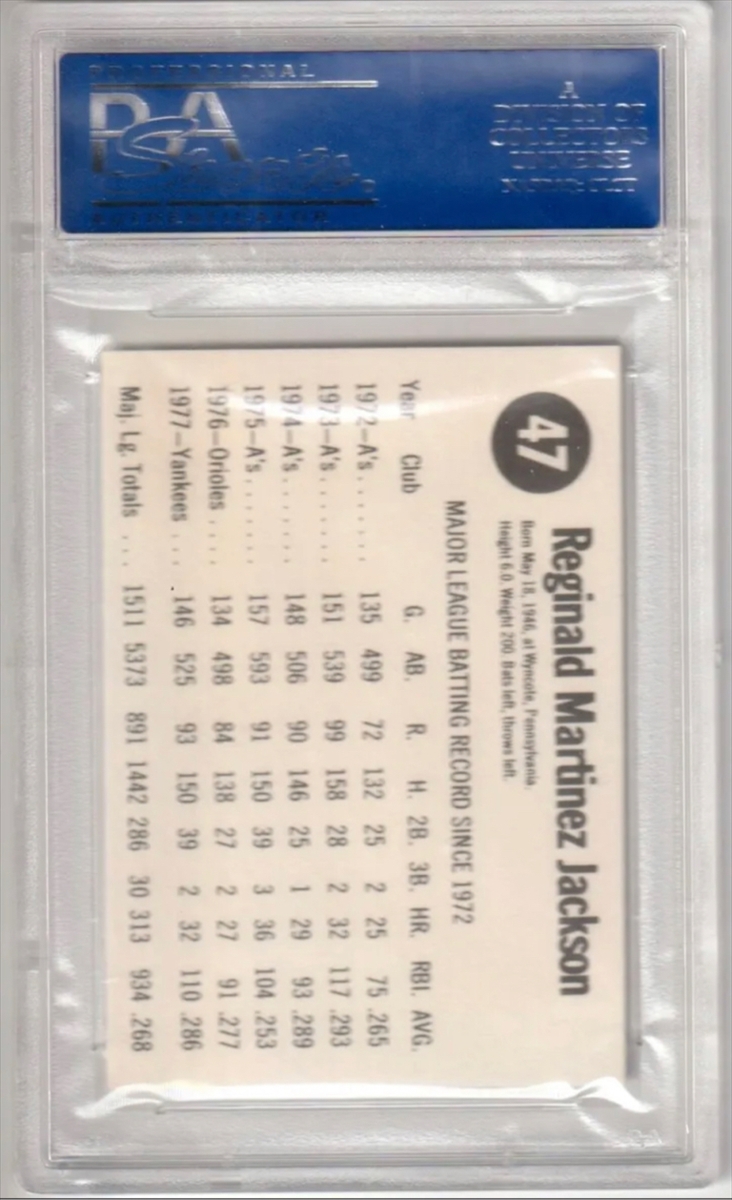 PROFESSIONAL
PSA
AUTHENTICATOR
A
DIVISION OF
COLLECTORS
UNIVERSE
47
Reginald Martinez Jackson
Born May 18, 1946, at Wyncote, Pennsylvania.
Height 6.0. Weight 200. Bats left, throws left.
MAJOR LEAGUE BATTING RECORD SINCE 1972
Year Club G. AB. R. H. 2B. 3B. HR. RBI. AVG.
1972—A's....... 135 499 72 132 25 2 25 75 .265
1973—A's....... 151 539 99 158 28 2 32 117 .293
1974—A's....... 148 506 90 146 25 1 29 93 .289
1975—A's....... 157 593 91 150 39 3 36 104 .253
1976—Orioles .... 134 498 84 138 27 2 27 91 .277
1977—Yankees ... 146 525 93 150 39 2 32 110 .286
Maj. Lg. Totals ... 1511 5373 891 1442 286 30 313 934 .268